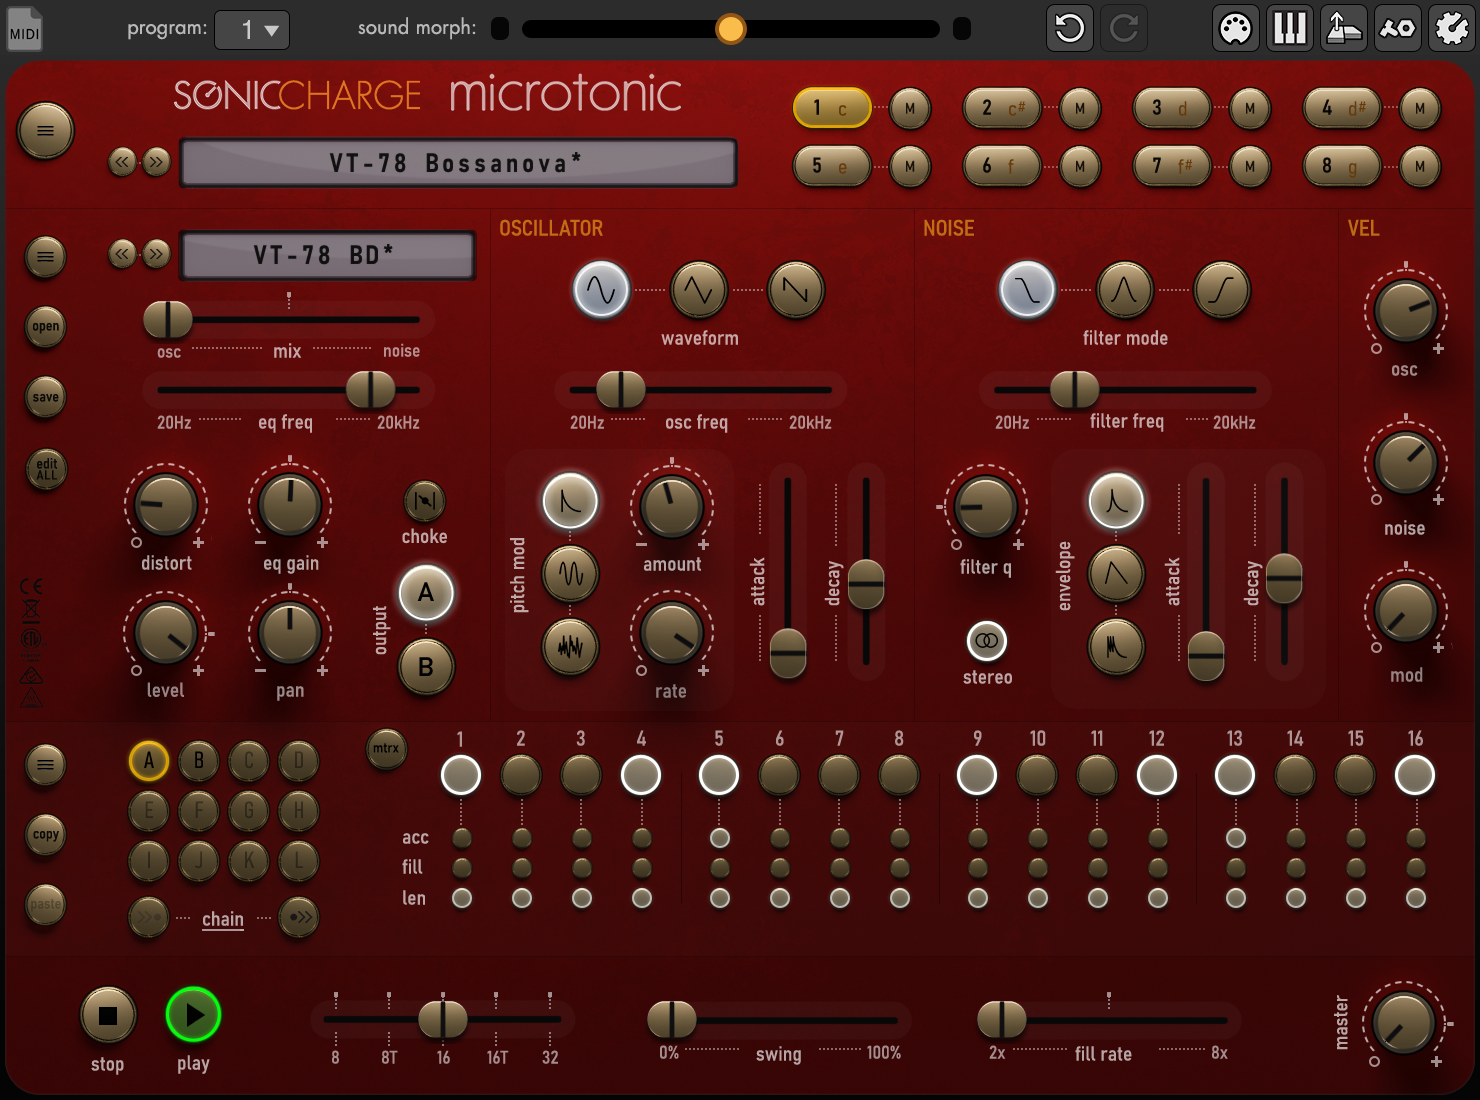 MIDI
program: 1
sound morph:
SONICCHARGE microtonic
1 c M 2 c# M 3 d M 4 d# M
VT-78 Bossanova*
5 e M 6 f M 7 f# M 8 g M
VT-78 BD*
OSCILLATOR
NOISE
VEL
open
osc mix noise
waveform
filter mode
osc
save
20Hz eq freq 20kHz
20Hz osc freq 20kHz
20Hz filter freq 20kHz
edit
ALL
distort
eq gain
choke
pitch mod
amount
attack
decay
filter q
envelope
attack
decay
noise
output
A
B
level
pan
rate
stereo
mod
A B C D
mtrx
1 2 3 4 5 6 7 8 9 10 11 12 13 14 15 16
E F G H
copy
acc
I J K L
fill
paste
len
chain
stop
play
8 8T 16 16T 32
0% swing 100%
2x fill rate 8x
master